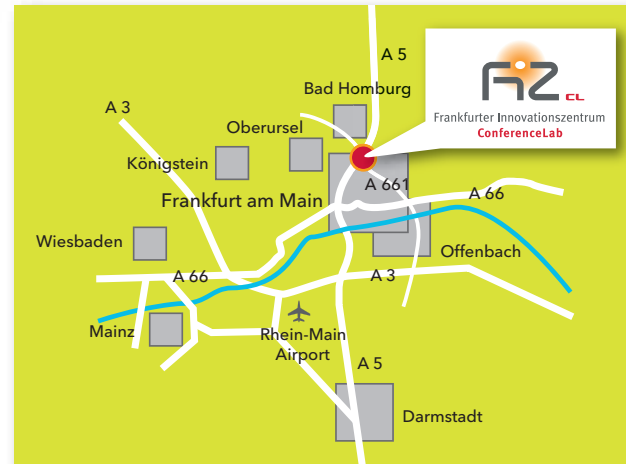 A 5
FIZ CL
Frankfurter Innovationszentrum
ConferenceLab
Bad Homburg
A 3
Oberursel
Königstein
A 661
Frankfurt am Main
A 66
Wiesbaden
Offenbach
A 66
A 3
Mainz
Rhein-Main
Airport
A 5
Darmstadt